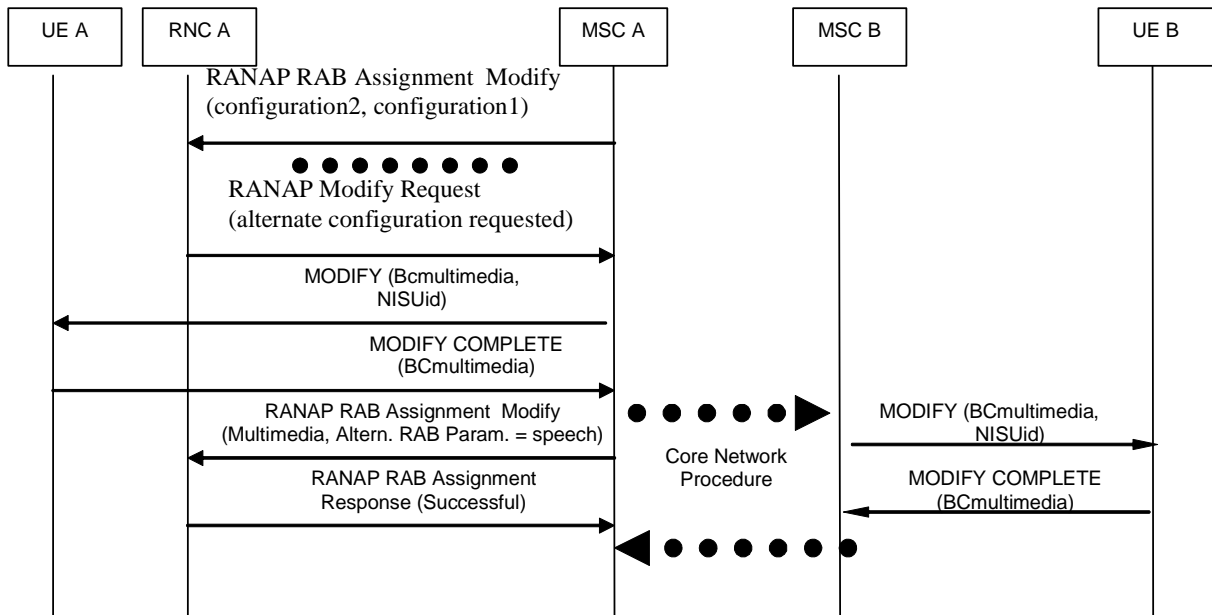 UE A
RNC A
MSC A
MSC B
UE B
RANAP RAB Assignment Modify
(configuration2, configuration1)
RANAP Modify Request
(alternate configuration requested)
MODIFY (Bcmultimedia,
NISUid)
MODIFY COMPLETE
(BCmultimedia)
RANAP RAB Assignment Modify
(Multimedia, Altern. RAB Param. = speech)
MODIFY (BCmultimedia,
NISUid)
Core Network
Procedure
RANAP RAB Assignment
Response (Successful)
MODIFY COMPLETE
(BCmultimedia)